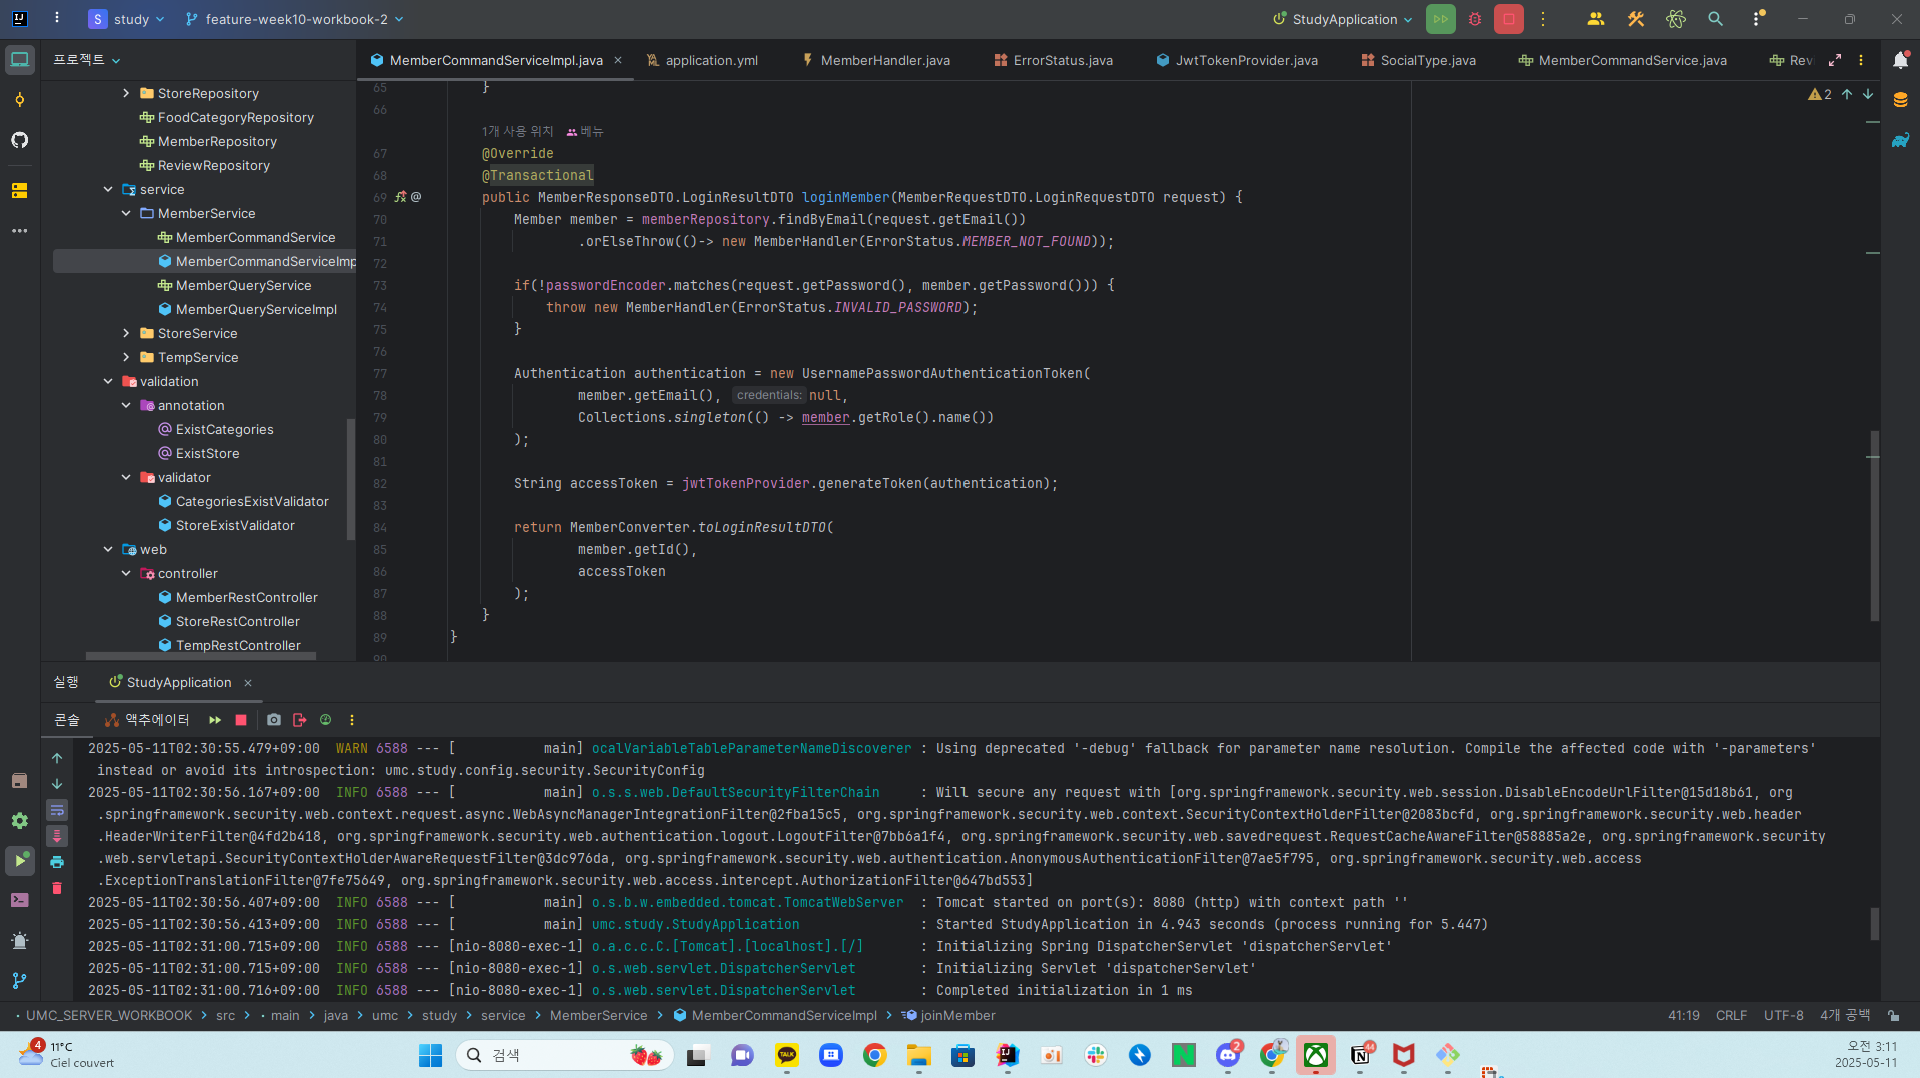 S study feature-week10-workbook-2 StudyApplication
프로젝트
MemberCommandServiceImpl.java application.yml MemberHandler.java ErrorStatus.java JwtTokenProvider.java SocialType.java MemberCommandService.java Rev
StoreRepository
FoodCategoryRepository
MemberRepository
ReviewRepository
service
MemberService
MemberCommandService
MemberCommandServiceImp
MemberQueryService
MemberQueryServiceImpl
StoreService
TempService
validation
annotation
ExistCategories
ExistStore
validator
CategoriesExistValidator
StoreExistValidator
web
controller
MemberRestController
StoreRestController
TempRestController
2
65 }
66
1개 사용 위치 베뉴
67 @Override
68 @Transactional
69 public MemberResponseDTO.LoginResultDTO loginMember(MemberRequestDTO.LoginRequestDTO request) {
70 Member member = memberRepository.findByEmail(request.getEmail())
71 .orElseThrow(()-> new MemberHandler(ErrorStatus.MEMBER_NOT_FOUND));
72
73 if(!passwordEncoder.matches(request.getPassword(), member.getPassword())) {
74 throw new MemberHandler(ErrorStatus.INVALID_PASSWORD);
75 }
76
77 Authentication authentication = new UsernamePasswordAuthenticationToken(
78 member.getEmail(), credentials: null,
79 Collections.singleton(() -> member.getRole().name())
80 );
81
82 String accessToken = jwtTokenProvider.generateToken(authentication);
83
84 return MemberConverter.toLoginResultDTO(
85 member.getId(),
86 accessToken
87 );
88 }
89 }
90
실행 StudyApplication
콘솔 액추에이터
2025-05-11T02:30:55.479+09:00 WARN 6588 --- [ main] ocalVariableTableParameterNameDiscoverer : Using deprecated '-debug' fallback for parameter name resolution. Compile the affected code with '-parameters'
instead or avoid its introspection: umc.study.config.security.SecurityConfig
2025-05-11T02:30:56.167+09:00 INFO 6588 --- [ main] o.s.s.web.DefaultSecurityFilterChain : Will secure any request with [org.springframework.security.web.session.DisableEncodeUrlFilter@15d18b61, org
.springframework.security.web.context.request.async.WebAsyncManagerIntegrationFilter@2fba15c5, org.springframework.security.web.context.SecurityContextHolderFilter@2083bcfd, org.springframework.security.web.header
.HeaderWriterFilter@4fd2b418, org.springframework.security.web.authentication.logout.LogoutFilter@7bb6a1f4, org.springframework.security.web.savedrequest.RequestCacheAwareFilter@58885a2e, org.springframework.security
.web.servletapi.SecurityContextHolderAwareRequestFilter@3dc976da, org.springframework.security.web.authentication.AnonymousAuthenticationFilter@7ae5f795, org.springframework.security.web.access
.ExceptionTranslationFilter@7fe75649, org.springframework.security.web.access.intercept.AuthorizationFilter@647bd553]
2025-05-11T02:30:56.407+09:00 INFO 6588 --- [ main] o.s.b.w.embedded.tomcat.TomcatWebServer : Tomcat started on port(s): 8080 (http) with context path ''
2025-05-11T02:30:56.413+09:00 INFO 6588 --- [ main] umc.study.StudyApplication : Started StudyApplication in 4.943 seconds (process running for 5.447)
2025-05-11T02:31:00.715+09:00 INFO 6588 --- [nio-8080-exec-1] o.a.c.c.C.[Tomcat].[localhost].[/] : Initializing Spring DispatcherServlet 'dispatcherServlet'
2025-05-11T02:31:00.715+09:00 INFO 6588 --- [nio-8080-exec-1] o.s.web.servlet.DispatcherServlet : Initializing Servlet 'dispatcherServlet'
2025-05-11T02:31:00.716+09:00 INFO 6588 --- [nio-8080-exec-1] o.s.web.servlet.DispatcherServlet : Completed initialization in 1 ms
UMC_SERVER_WORKBOOK > src > main > java > umc > study > service > MemberService > MemberCommandServiceImpl > joinMember 41:19 CRLF UTF-8 4개 공백
4 11°C
Ciel couvert
검색
TALK
2
44
오전 3:11
2025-05-11